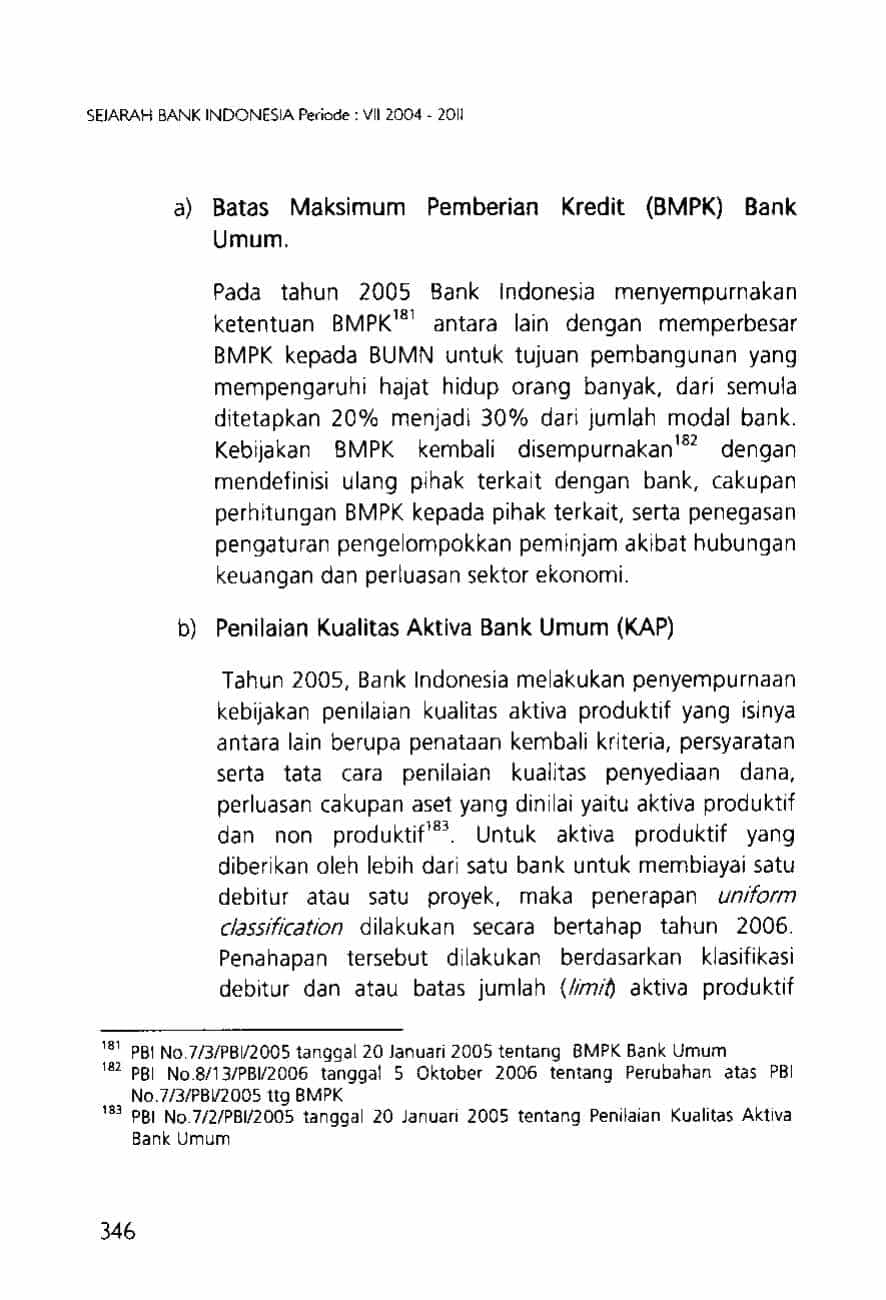 SEJARAH BANK INDONESIA Periode : VII 2004 - 2011
a) Batas Maksimum Pemberian Kredit (BMPK) Bank
Umum.
Pada tahun 2005 Bank Indonesia menyempurnakan
ketentuan BMPK¹⁸¹ antara lain dengan memperbesar
BMPK kepada BUMN untuk tujuan pembangunan yang
mempengaruhi hajat hidup orang banyak, dari semula
ditetapkan 20% menjadi 30% dari jumlah modal bank.
Kebijakan BMPK kembali disempurnakan¹⁸² dengan
mendefinisi ulang pihak terkait dengan bank, cakupan
perhitungan BMPK kepada pihak terkait, serta penegasan
pengaturan pengelompokkan peminjam akibat hubungan
keuangan dan perluasan sektor ekonomi.
b) Penilaian Kualitas Aktiva Bank Umum (KAP)
Tahun 2005, Bank Indonesia melakukan penyempurnaan
kebijakan penilaian kualitas aktiva produktif yang isinya
antara lain berupa penataan kembali kriteria, persyaratan
serta tata cara penilaian kualitas penyediaan dana,
perluasan cakupan aset yang dinilai yaitu aktiva produktif
dan non produktif¹⁸³. Untuk aktiva produktif yang
diberikan oleh lebih dari satu bank untuk membiayai satu
debitur atau satu proyek, maka penerapan uniform
classification dilakukan secara bertahap tahun 2006.
Penahapan tersebut dilakukan berdasarkan klasifikasi
debitur dan atau batas jumlah (limit) aktiva produktif
¹⁸¹ PBI No.7/3/PBI/2005 tanggal 20 Januari 2005 tentang BMPK Bank Umum
¹⁸² PBI No.8/13/PBI/2006 tanggal 5 Oktober 2006 tentang Perubahan atas PBI
No.7/3/PBI/2005 ttg BMPK
¹⁸³ PBI No.7/2/PBI/2005 tanggal 20 Januari 2005 tentang Penilaian Kualitas Aktiva
Bank Umum
346